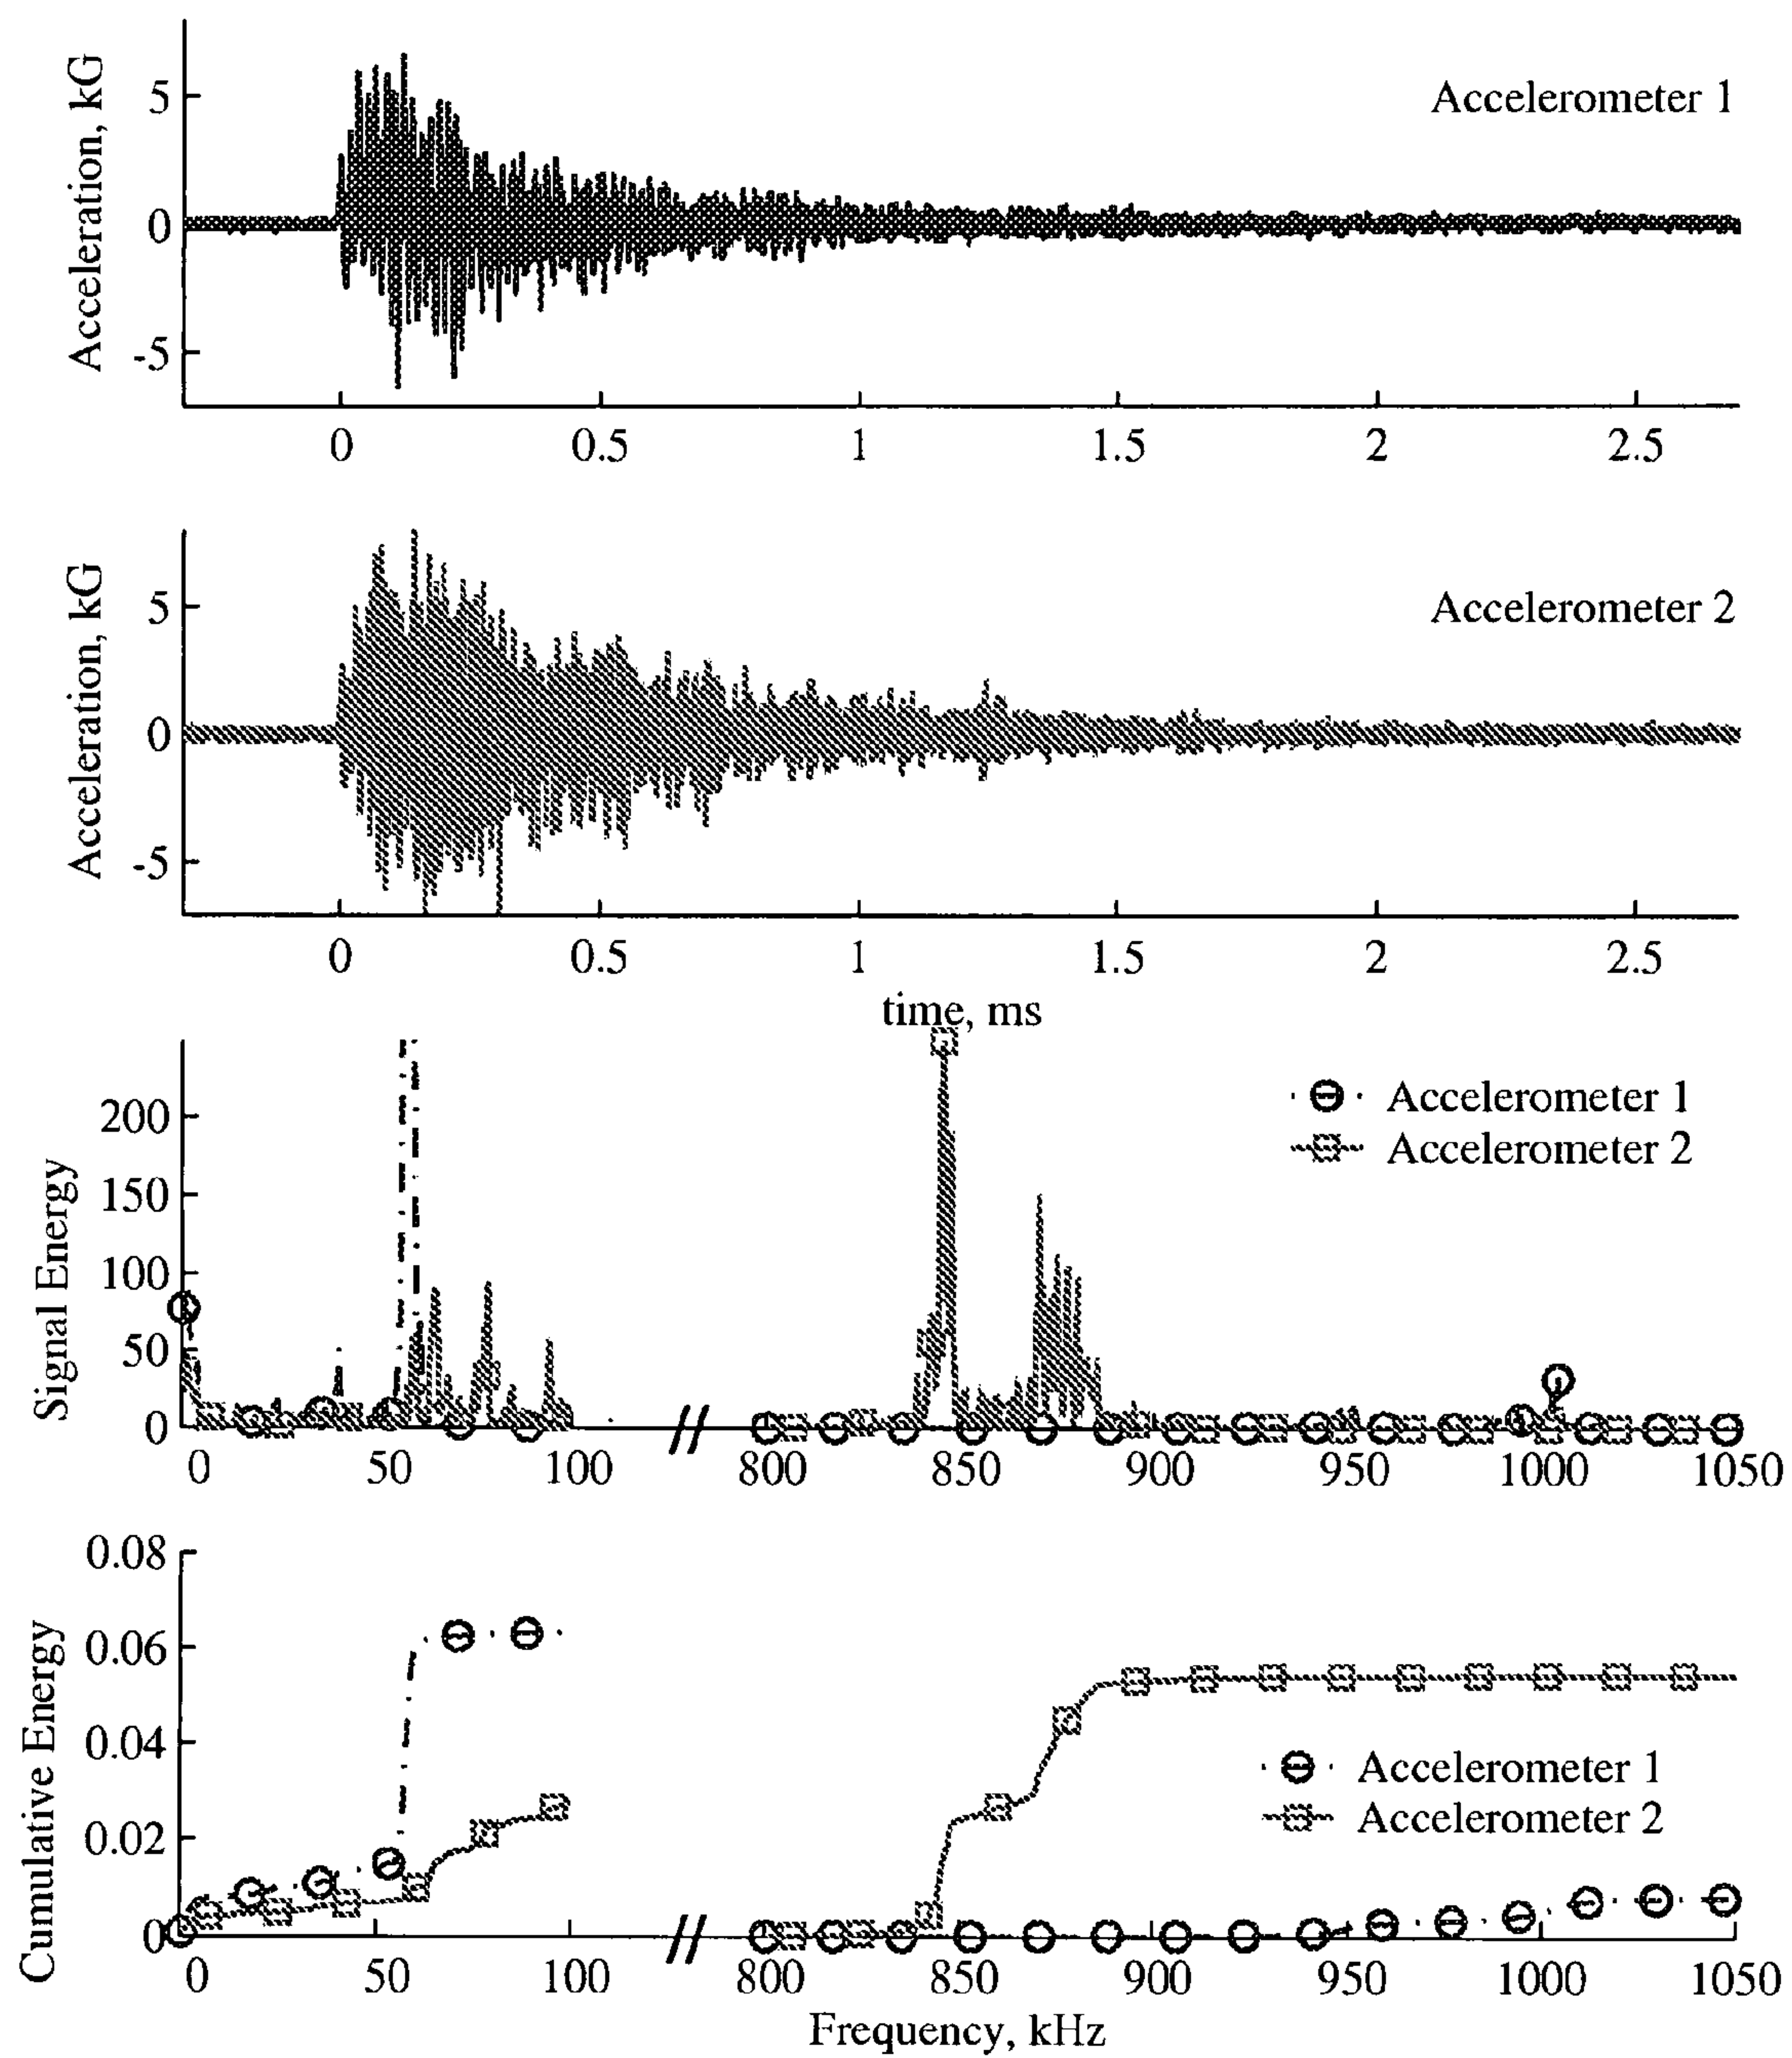 Acceleration, kG
5
0
-5
Accelerometer 1
0 0.5 1 1.5 2 2.5
Acceleration, kG
5
0
-5
Accelerometer 2
0 0.5 1 1.5 2 2.5
time, ms
Signal Energy
200
150
100
50
0
Accelerometer 1
Accelerometer 2
0 50 100 // 800 850 900 950 1000 1050
Cumulative Energy
0.08
0.06
0.04
0.02
0
Accelerometer 1
Accelerometer 2
0 50 100 // 800 850 900 950 1000 1050
Frequency, kHz